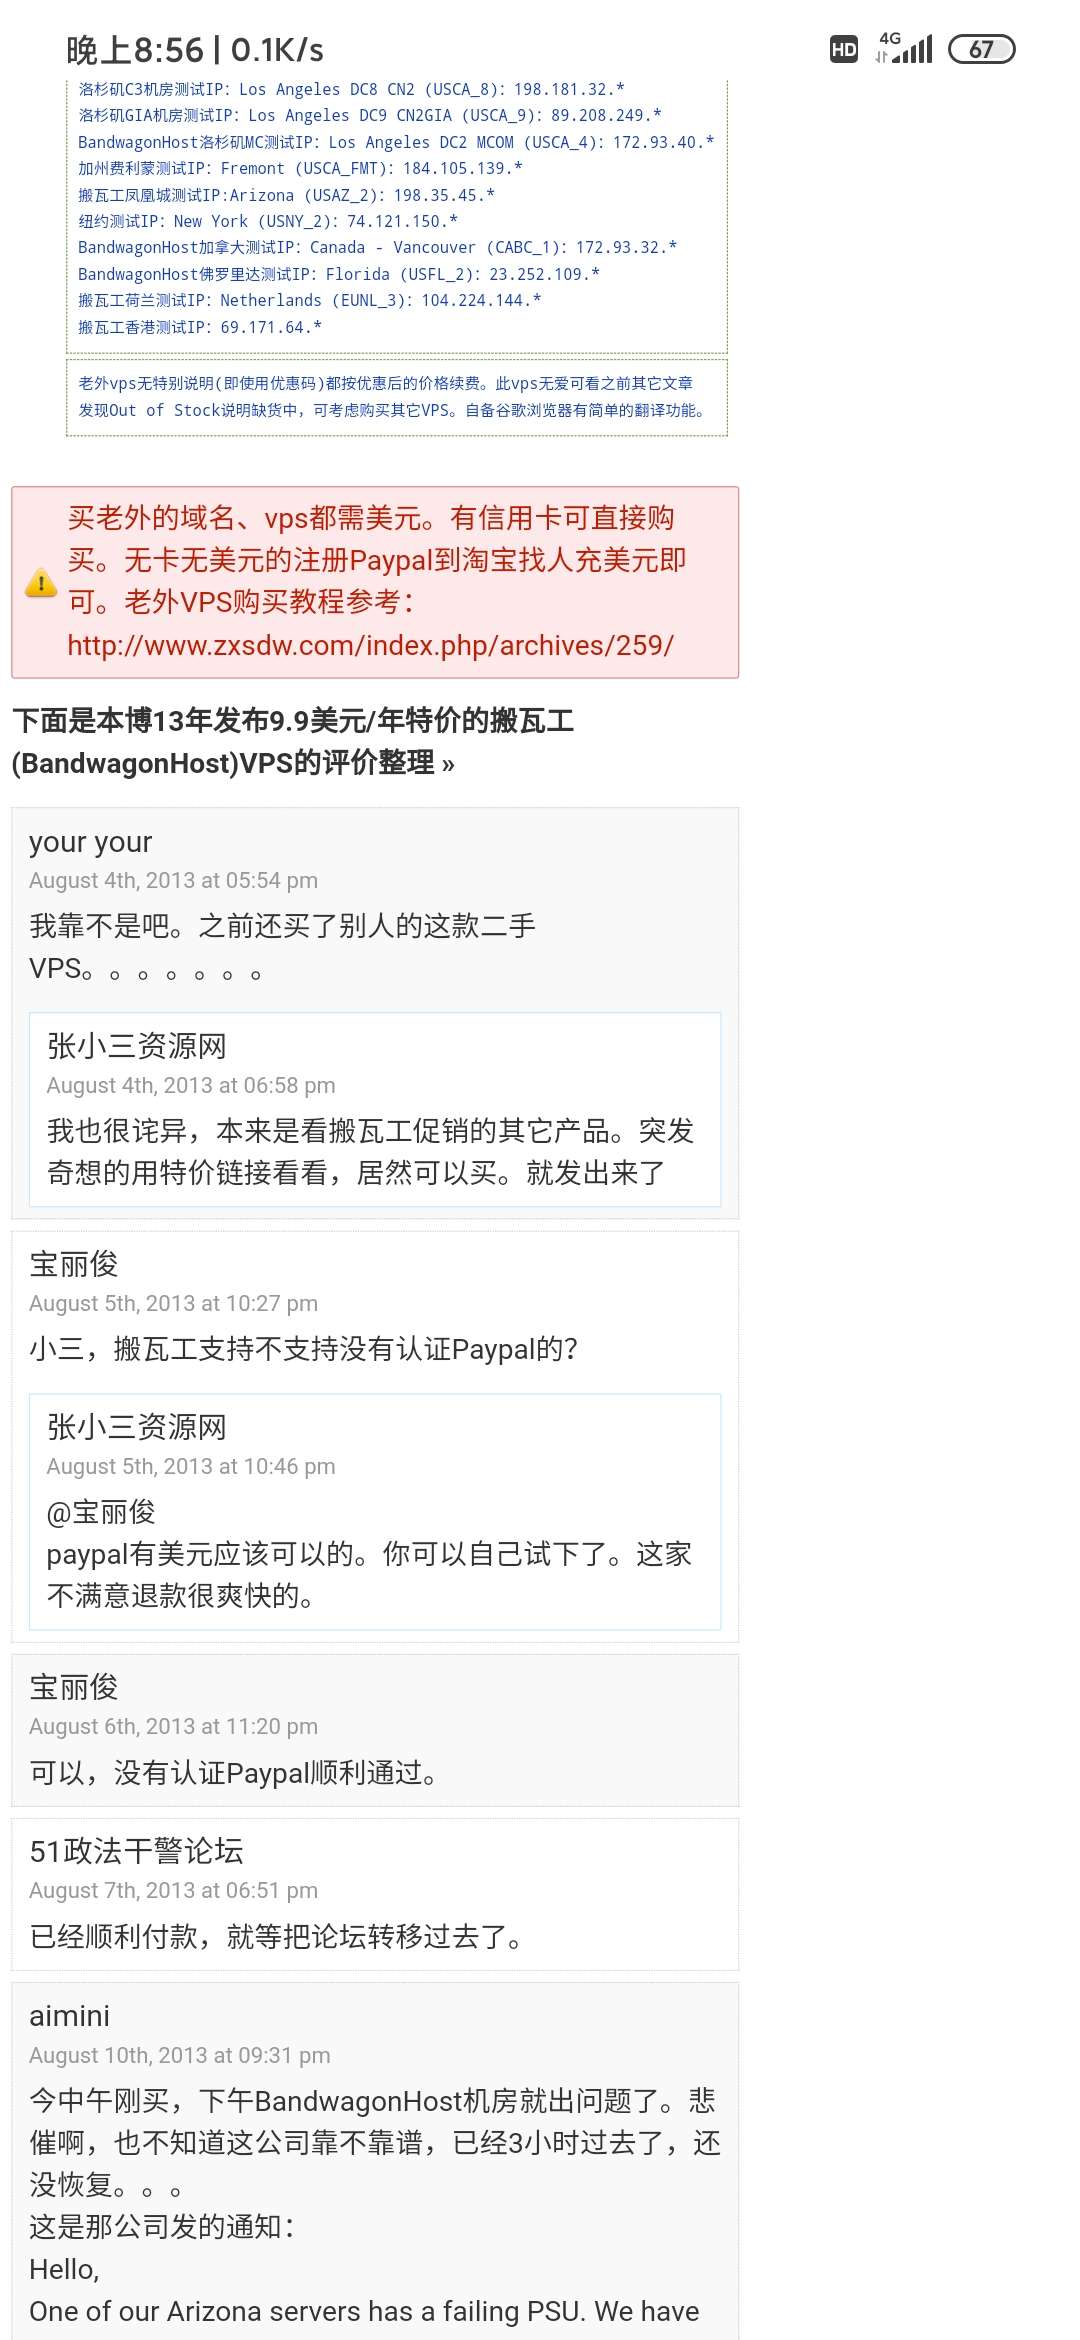 晚上8:56 | 0.1K/s
HD 4G 67
洛杉矶C3机房测试IP：Los Angeles DC8 CN2 (USCA_8)：198.181.32.*
洛杉矶GIA机房测试IP：Los Angeles DC9 CN2GIA (USCA_9)：89.208.249.*
BandwagonHost洛杉矶MC测试IP：Los Angeles DC2 MCOM (USCA_4)：172.93.40.*
加州费利蒙测试IP：Fremont (USCA_FMT)：184.105.139.*
搬瓦工凤凰城测试IP:Arizona (USAZ_2)：198.35.45.*
纽约测试IP：New York (USNY_2)：74.121.150.*
BandwagonHost加拿大测试IP：Canada - Vancouver (CABC_1)：172.93.32.*
BandwagonHost佛罗里达测试IP：Florida (USFL_2)：23.252.109.*
搬瓦工荷兰测试IP：Netherlands (EUNL_3)：104.224.144.*
搬瓦工香港测试IP：69.171.64.*
老外vps无特别说明(即使用优惠码)都按优惠后的价格续费。此vps无爱可看之前其它文章
发现Out of Stock说明缺货中，可考虑购买其它VPS。自备谷歌浏览器有简单的翻译功能。
买老外的域名、vps都需美元。有信用卡可直接购
买。无卡无美元的注册Paypal到淘宝找人充美元即
可。老外VPS购买教程参考：
http://www.zxsdw.com/index.php/archives/259/
下面是本博13年发布9.9美元/年特价的搬瓦工
(BandwagonHost)VPS的评价整理 »
your your
August 4th, 2013 at 05:54 pm
我靠不是吧。之前还买了别人的这款二手
VPS。。。。。。。
张小三资源网
August 4th, 2013 at 06:58 pm
我也很诧异，本来是看搬瓦工促销的其它产品。突发
奇想的用特价链接看看，居然可以买。就发出来了
宝丽俊
August 5th, 2013 at 10:27 pm
小三，搬瓦工支持不支持没有认证Paypal的？
张小三资源网
August 5th, 2013 at 10:46 pm
@宝丽俊
paypal有美元应该可以的。你可以自己试下了。这家
不满意退款很爽快的。
宝丽俊
August 6th, 2013 at 11:20 pm
可以，没有认证Paypal顺利通过。
51政法干警论坛
August 7th, 2013 at 06:51 pm
已经顺利付款，就等把论坛转移过去了。
aimini
August 10th, 2013 at 09:31 pm
今中午刚买，下午BandwagonHost机房就出问题了。悲
催啊，也不知道这公司靠不靠谱，已经3小时过去了，还
没恢复。。。
这是那公司发的通知：
Hello,
One of our Arizona servers has a failing PSU. We have